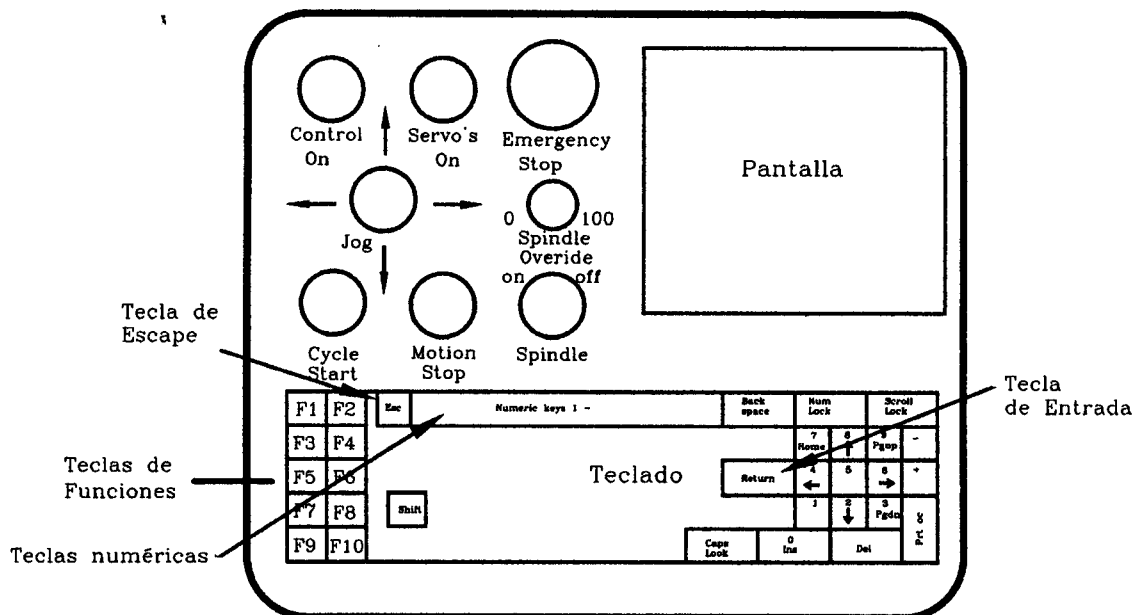 Control
On
Servo's
On
Emergency
Stop
Pantalla
Jog
0 100
Spindle
Overide
on off
Tecla de
Escape
Cycle
Start
Motion
Stop
Spindle
Tecla
de Entrada
F1 F2
F3 F4
F5 F6
F7 F8
F9 F10
Esc
Numeric keys 1 -
Back
space
Num
Lock
Scroll
Lock
7
Home
8
9
Pgup
-
Teclas de
Funciones
Teclado
Return
4
5
6
+
Shift
1
2
3
Pgdn
Prt
Teclas numéricas
Caps
Lock
0
Ins
Del